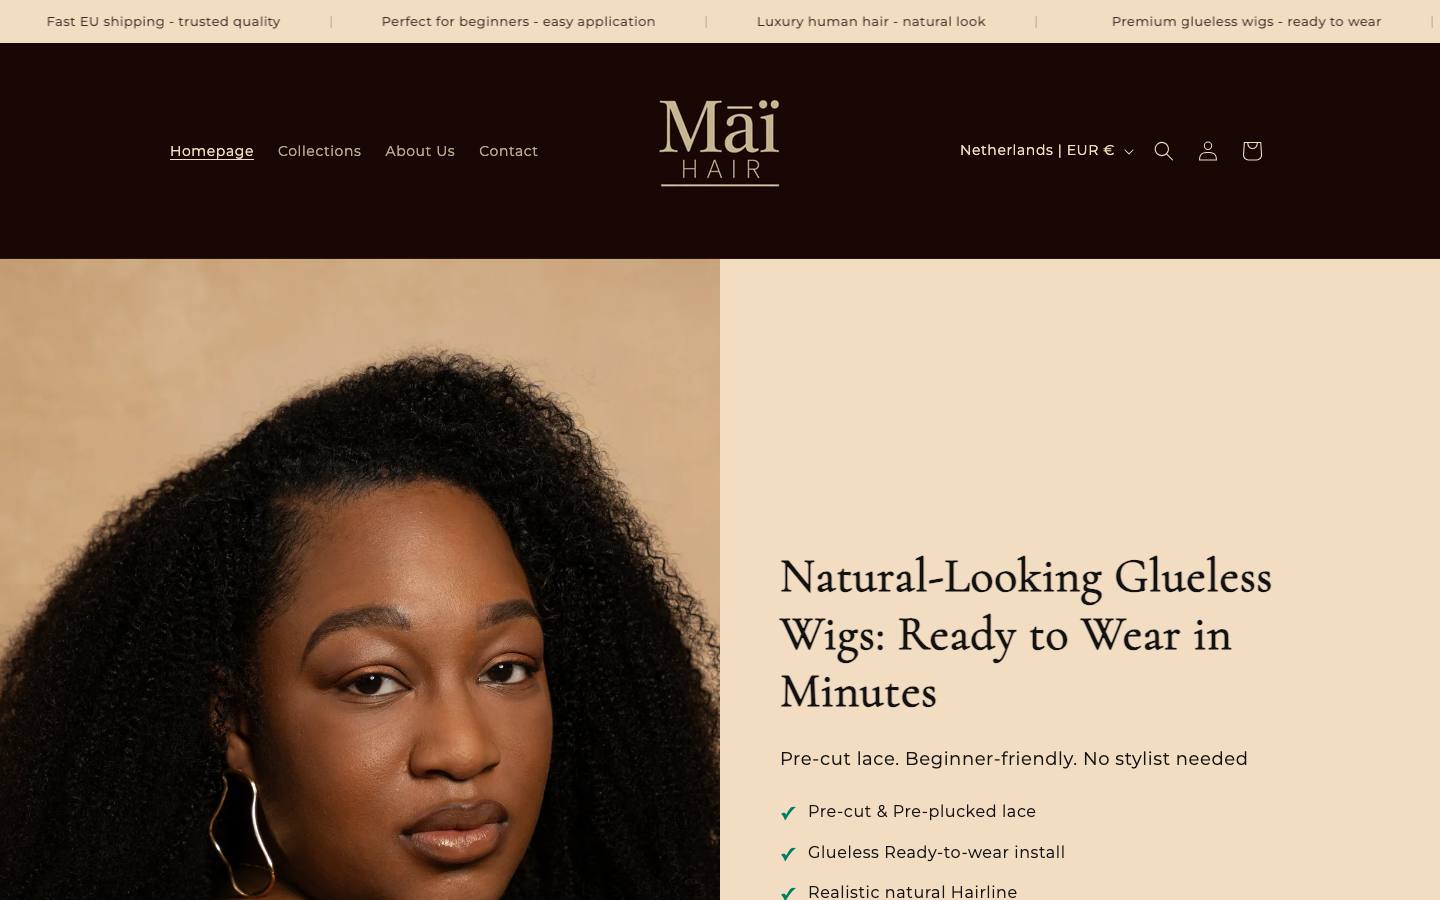 Fast EU shipping - trusted quality
Perfect for beginners - easy application
Luxury human hair - natural look
Premium glueless wigs - ready to wear
Homepage
Collections
About Us
Contact
Māï
HAIR
Netherlands | EUR €
Natural-Looking Glueless
Wigs: Ready to Wear in
Minutes
Pre-cut lace. Beginner-friendly. No stylist needed
Pre-cut & Pre-plucked lace
Glueless Ready-to-wear install
Realistic natural Hairline